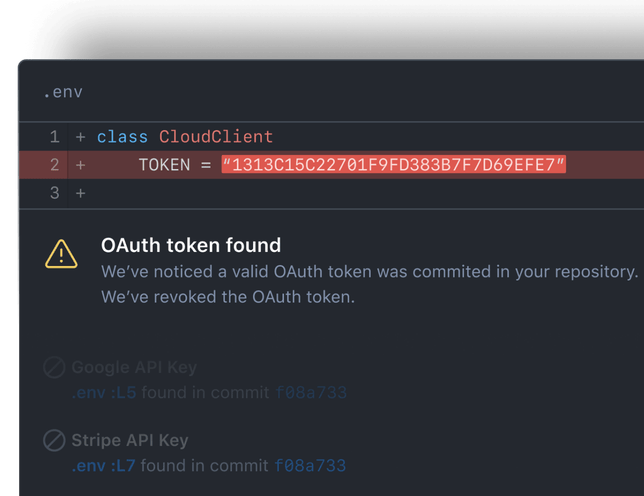 .env
1 + class CloudClient
2 + TOKEN = “1313C15C22701F9FD383B7F7D69EFE7”
3 +
OAuth token found
We’ve noticed a valid OAuth token was commited in your repository.
We’ve revoked the OAuth token.
Google API Key
.env :L5 found in commit f08a733
Stripe API Key
.env :L7 found in commit f08a733